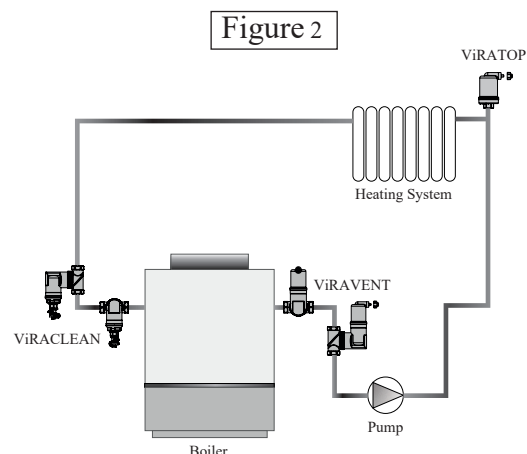 Figure 2
ViRATOP
Heating System
ViRAVENT
ViRACLEAN
Pump
Boiler